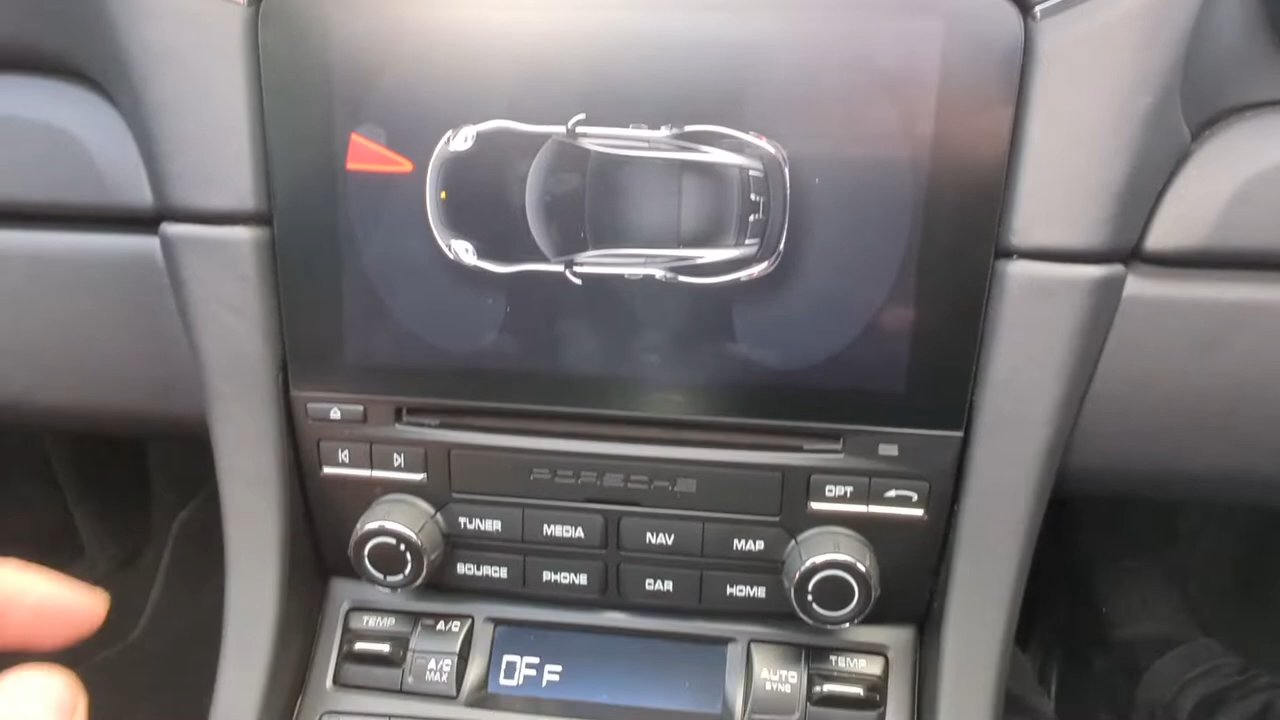 PORSCHE
OPT
TUNER MEDIA NAV MAP
SOURCE PHONE CAR HOME
TEMP A/C
A/C MAX
OFF
AUTO SYNC
TEMP